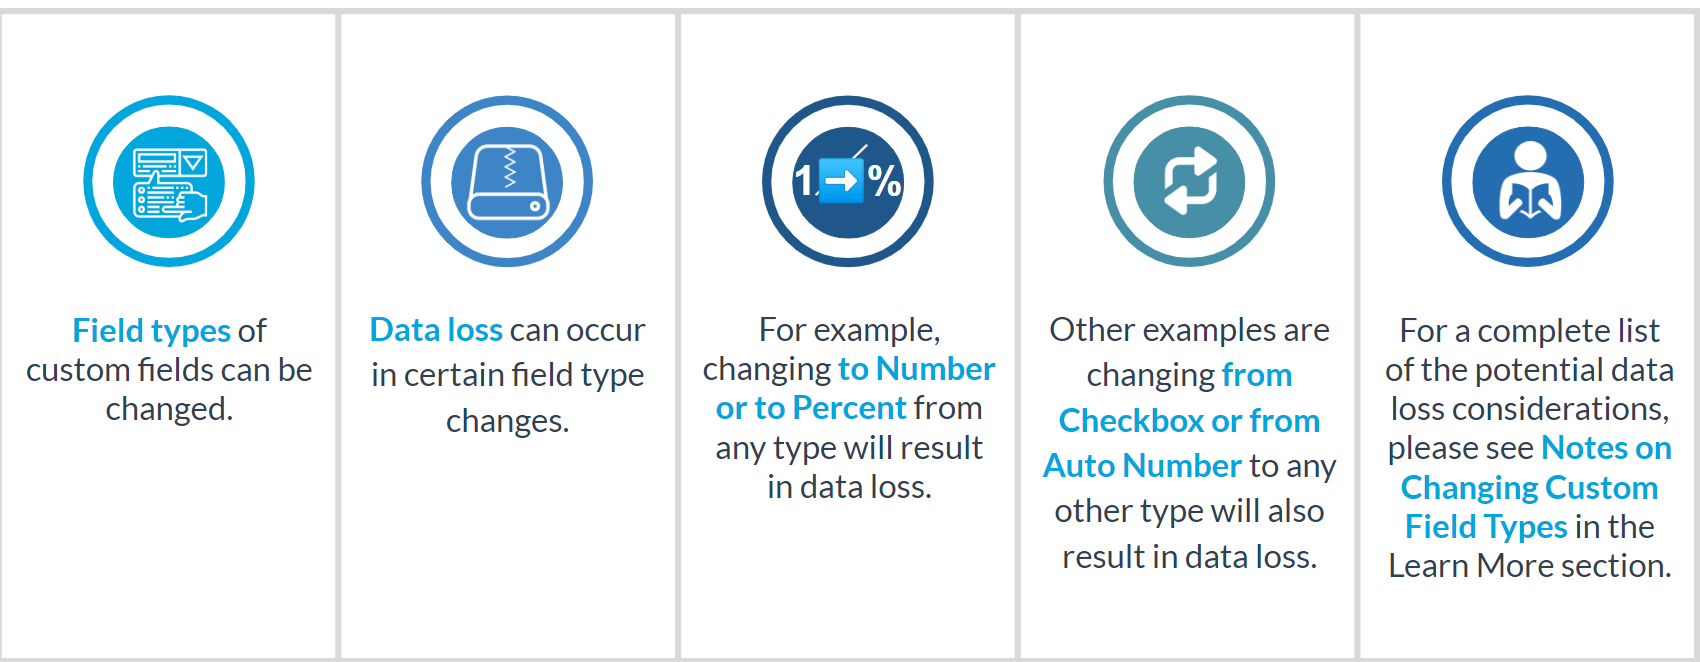 Field types of
custom fields can be
changed.
Data loss can occur
in certain field type
changes.
1 %
For example,
changing to Number
or to Percent from
any type will result
in data loss.
Other examples are
changing from
Checkbox or from
Auto Number to any
other type will also
result in data loss.
For a complete list
of the potential data
loss considerations,
please see Notes on
Changing Custom
Field Types in the
Learn More section.